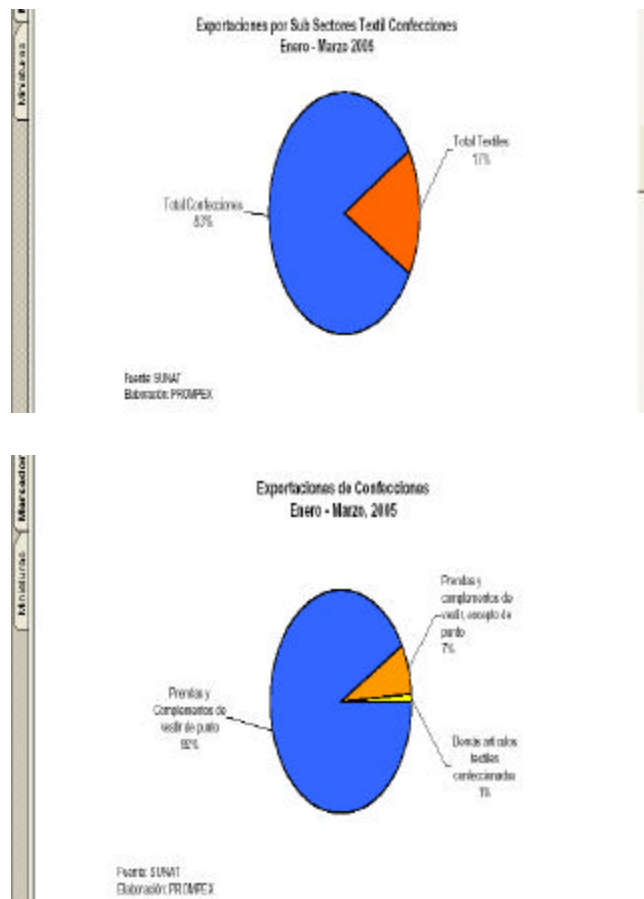 Miniaturas
Exportaciones por Sub Sectores Textil Confecciones
Enero - Marzo 2005
Total Textiles
17%
Total Confecciones
83%
Fuente: SUNAT
Elaboración: PROMPEX
Marcador
Miniaturas
Exportaciones de Confecciones
Enero - Marzo, 2005
Prendas y
complementos de
vestir, excepto de
punto
7%
Prendas y
Complementos de
vestir de punto
92%
Demás artículos
textiles
confeccionados
1%
Fuente: SUNAT
Elaboración: PROMPEX